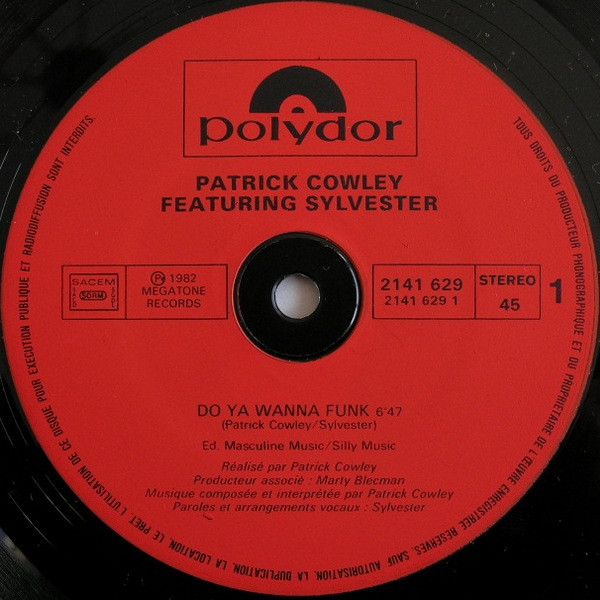 polydor
PATRICK COWLEY
FEATURING SYLVESTER
SACEM
SDRM
℗ 1982
MEGATONE
RECORDS
2141 629
2141 629 1
STEREO
45
1
DO YA WANNA FUNK 6'47
(Patrick Cowley/Sylvester)
Ed. Masculine Music/Silly Music
Réalisé par Patrick Cowley
Producteur associè : Marty Blecman
Musique composée et interprétée par Patrick Cowley
Paroles et arrangements vocaux : Sylvester
TOUS DROITS DU PRODUCTEUR PHONOGRAPHIQUE ET DU PROPRIETAIRE DE L'ŒUVRE ENREGISTREE RESERVES. SAUF AUTORISATION, LA DUPLICATION, LA LOCATION, LE PRET, L'UTILISATION DE CE DISQUE POUR EXECUTION PUBLIQUE ET RADIODIFFUSION SONT INTERDITS.